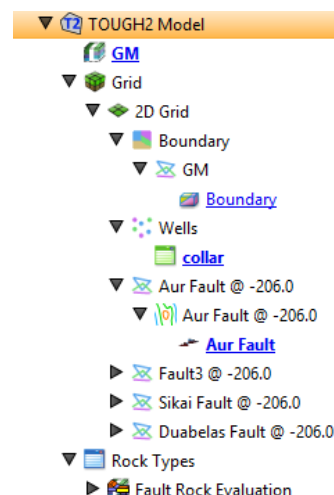 T2 TOUGH2 Model
GM
Grid
2D Grid
Boundary
GM
Boundary
Wells
collar
Aur Fault @ -206.0
Aur Fault @ -206.0
Aur Fault
Fault3 @ -206.0
Sikai Fault @ -206.0
Duabelas Fault @ -206.0
Rock Types
Fault Rock Evaluation